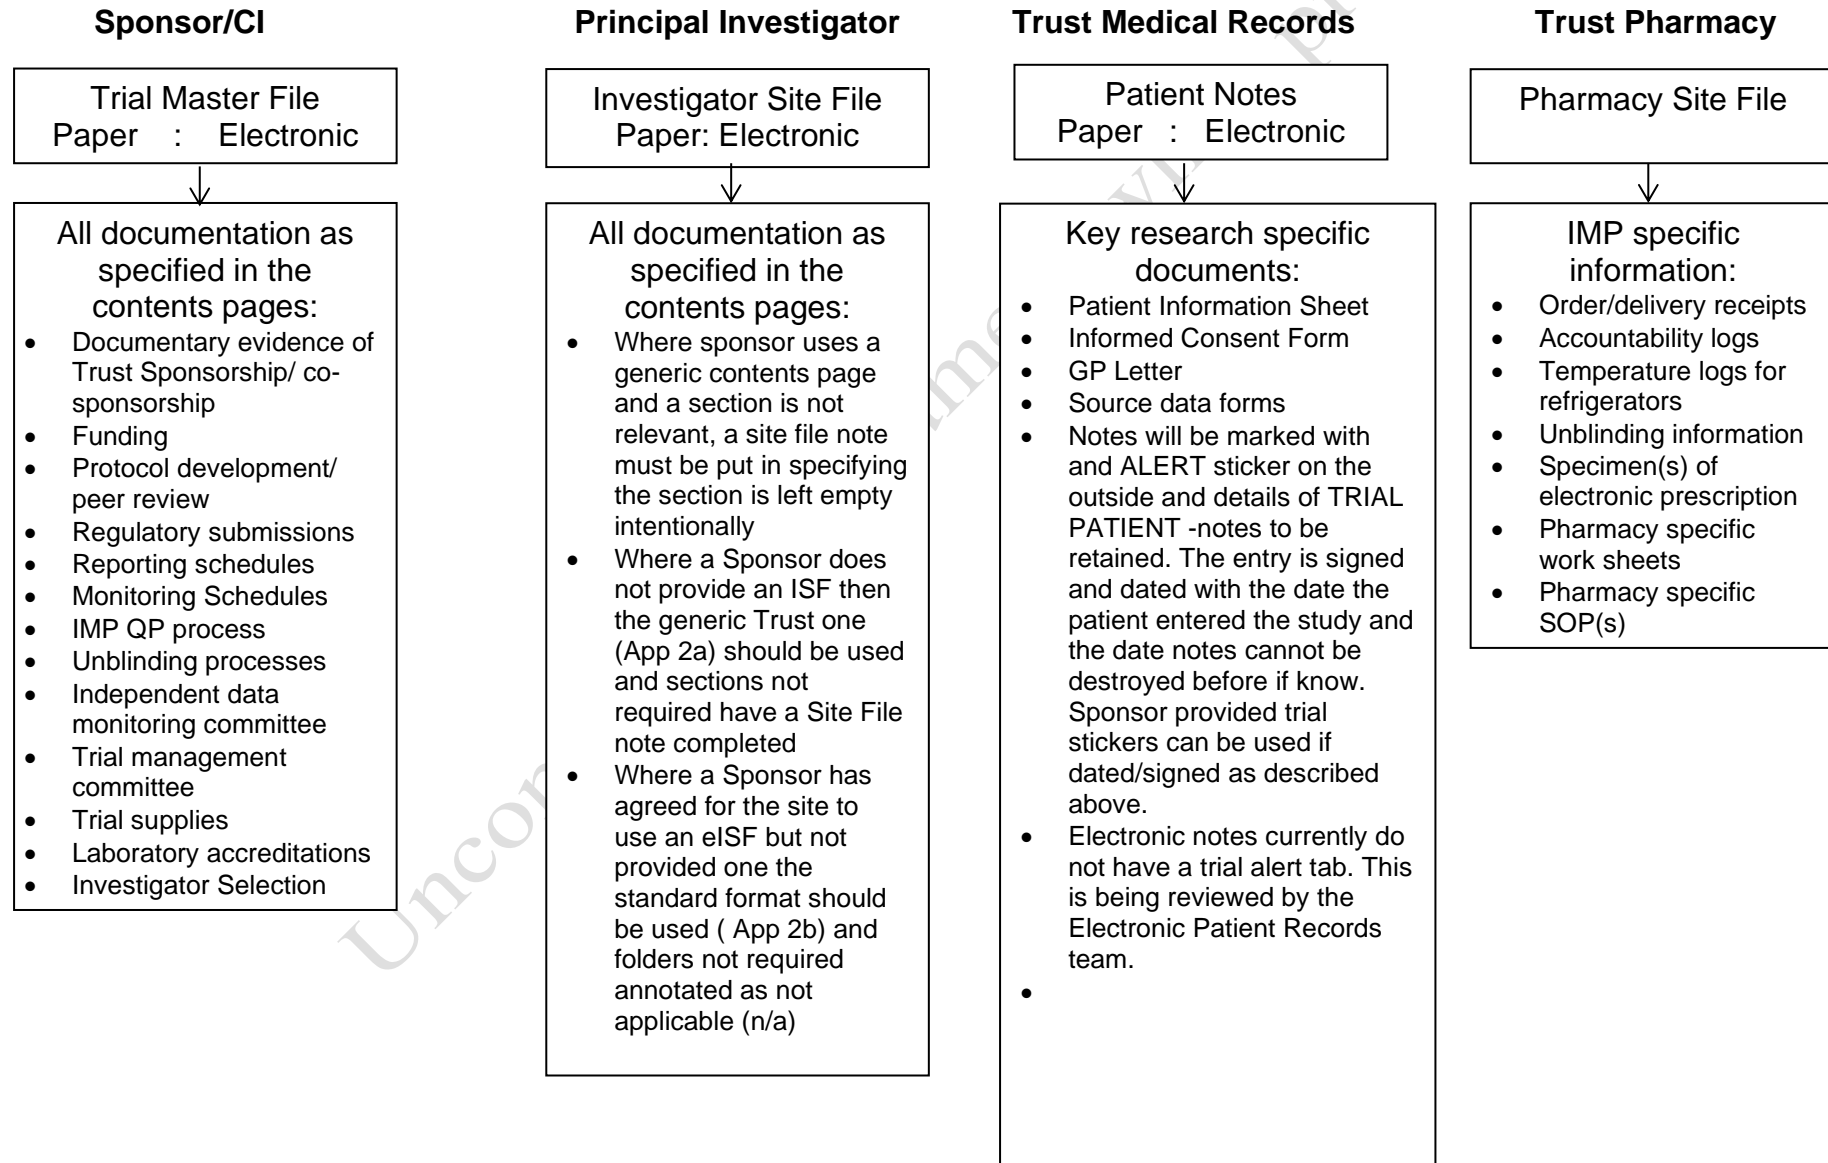 Sponsor/CI
Trial Master File
Paper : Electronic
All documentation as
specified in the
contents pages:
• Documentary evidence of
Trust Sponsorship/ co-
sponsorship
• Funding
• Protocol development/
peer review
• Regulatory submissions
• Reporting schedules
• Monitoring Schedules
• IMP QP process
• Unblinding processes
• Independent data
monitoring committee
• Trial management
committee
• Trial supplies
• Laboratory accreditations
• Investigator Selection
Principal Investigator
Investigator Site File
Paper: Electronic
All documentation as
specified in the
contents pages:
• Where sponsor uses a
generic contents page
and a section is not
relevant, a site file note
must be put in specifying
the section is left empty
intentionally
• Where a Sponsor does
not provide an ISF then
the generic Trust one
(App 2a) should be used
and sections not
required have a Site File
note completed
• Where a Sponsor has
agreed for the site to
use an eISF but not
provided one the
standard format should
be used ( App 2b) and
folders not required
annotated as not
applicable (n/a)
Trust Medical Records
Patient Notes
Paper : Electronic
Key research specific
documents:
• Patient Information Sheet
• Informed Consent Form
• GP Letter
• Source data forms
• Notes will be marked with
and ALERT sticker on the
outside and details of TRIAL
PATIENT -notes to be
retained. The entry is signed
and dated with the date the
patient entered the study and
the date notes cannot be
destroyed before if know.
Sponsor provided trial
stickers can be used if
dated/signed as described
above.
• Electronic notes currently do
not have a trial alert tab. This
is being reviewed by the
Electronic Patient Records
team.
•
Trust Pharmacy
Pharmacy Site File
IMP specific
information:
• Order/delivery receipts
• Accountability logs
• Temperature logs for
refrigerators
• Unblinding information
• Specimen(s) of
electronic prescription
• Pharmacy specific
work sheets
• Pharmacy specific
SOP(s)